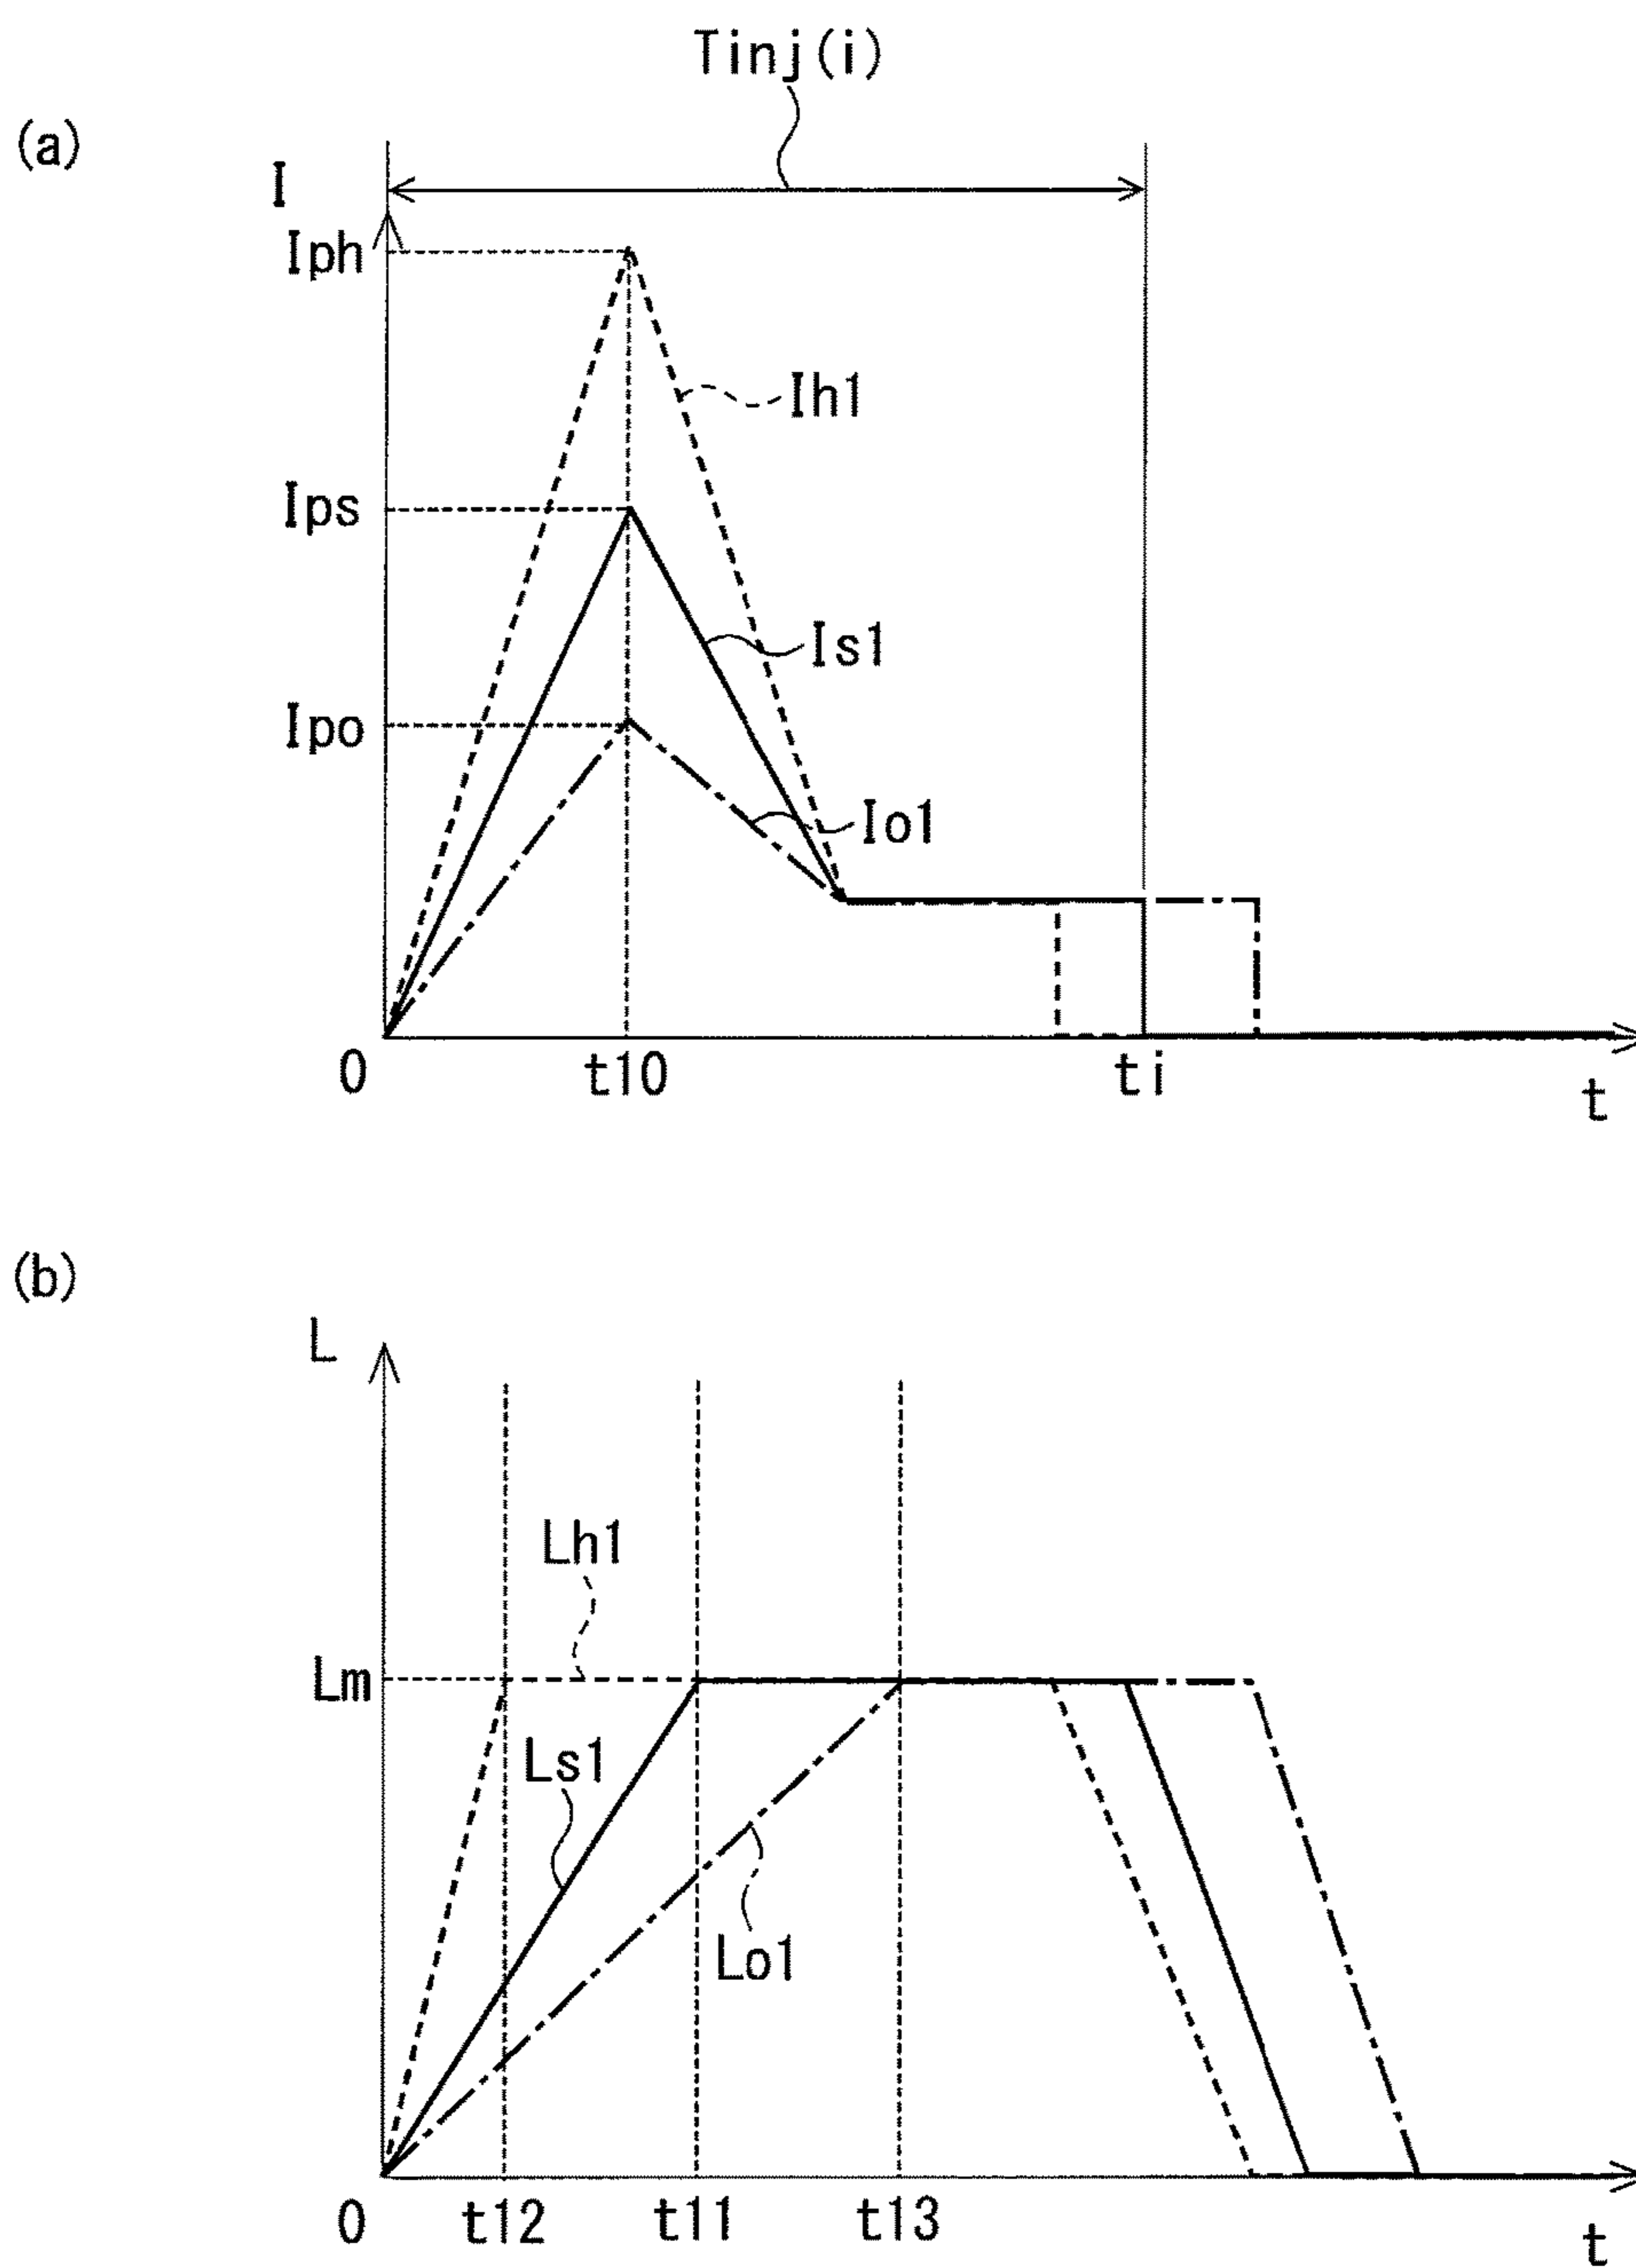 Tinj(i)
(a)
I
Iph
Ih1
Ips
Is1
Ipo
Io1
0 t10 ti t
(b)
L
Lh1
Lm
Ls1
Lo1
0 t12 t11 t13 t